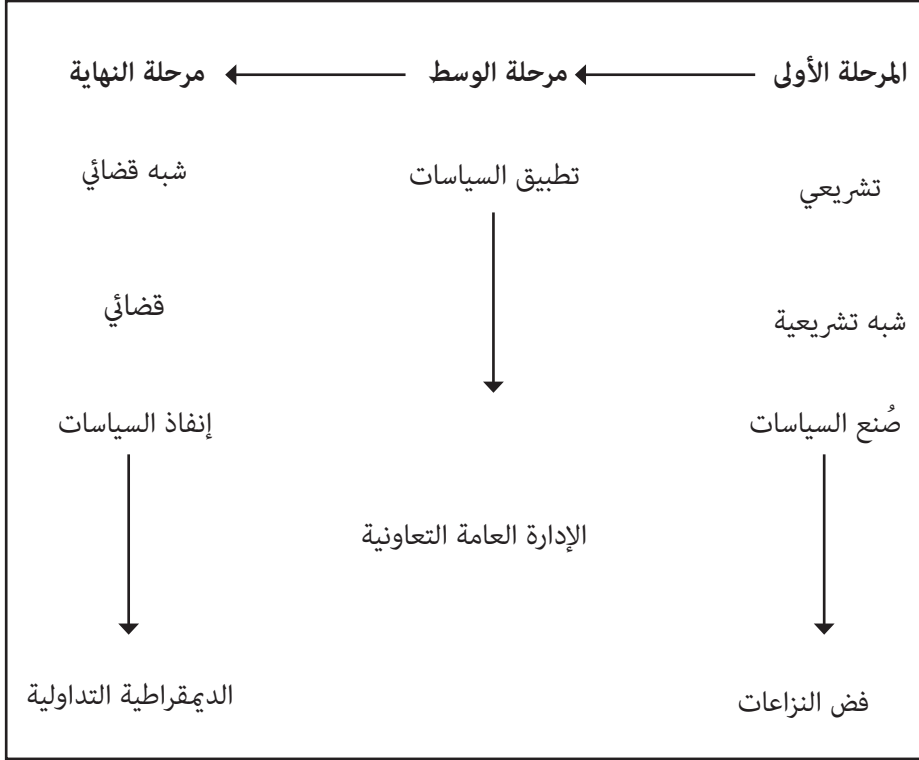 المرحلة الأولى
مرحلة الوسط
مرحلة النهاية
تشريعي
تطبيق السياسات
شبه قضائي
شبه تشريعية
قضائي
صُنع السياسات
إنفاذ السياسات
الإدارة العامة التعاونية
فض النزاعات
الديمقراطية التداولية